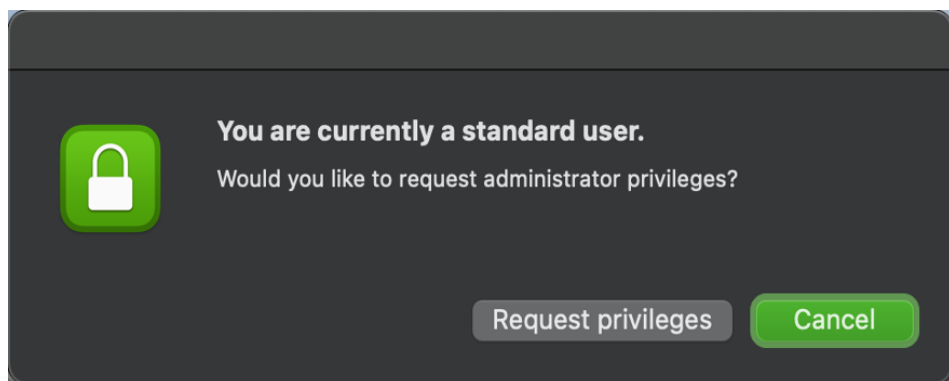 You are currently a standard user.
Would you like to request administrator privileges?
Request privileges
Cancel